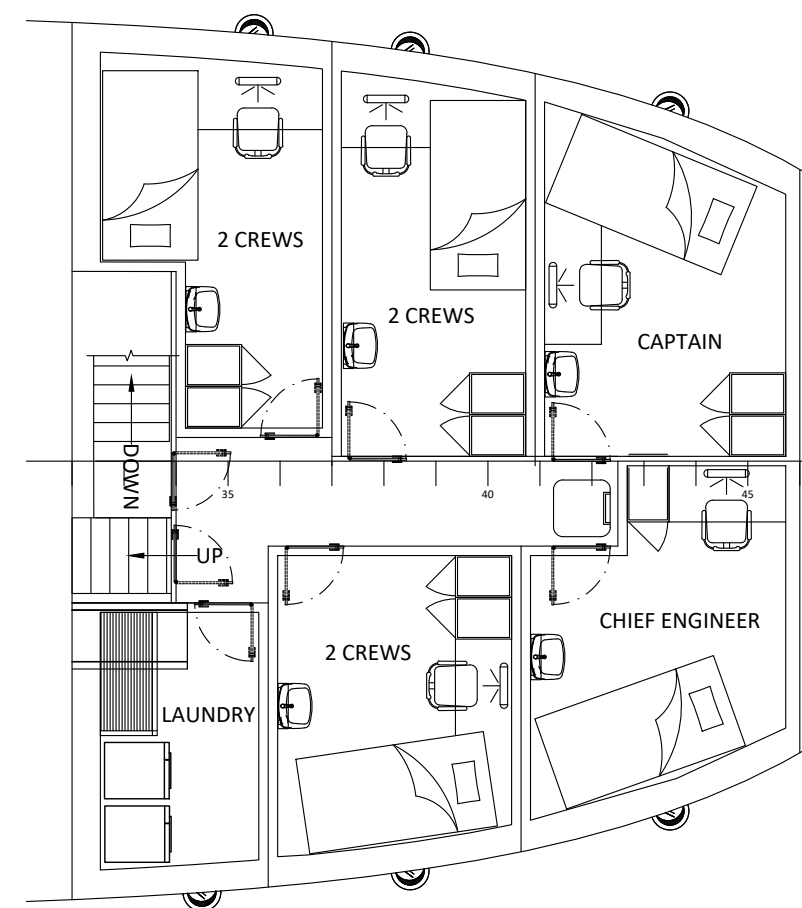 2 CREWS
2 CREWS
CAPTAIN
DOWN
35
40
45
UP
CHIEF ENGINEER
2 CREWS
LAUNDRY